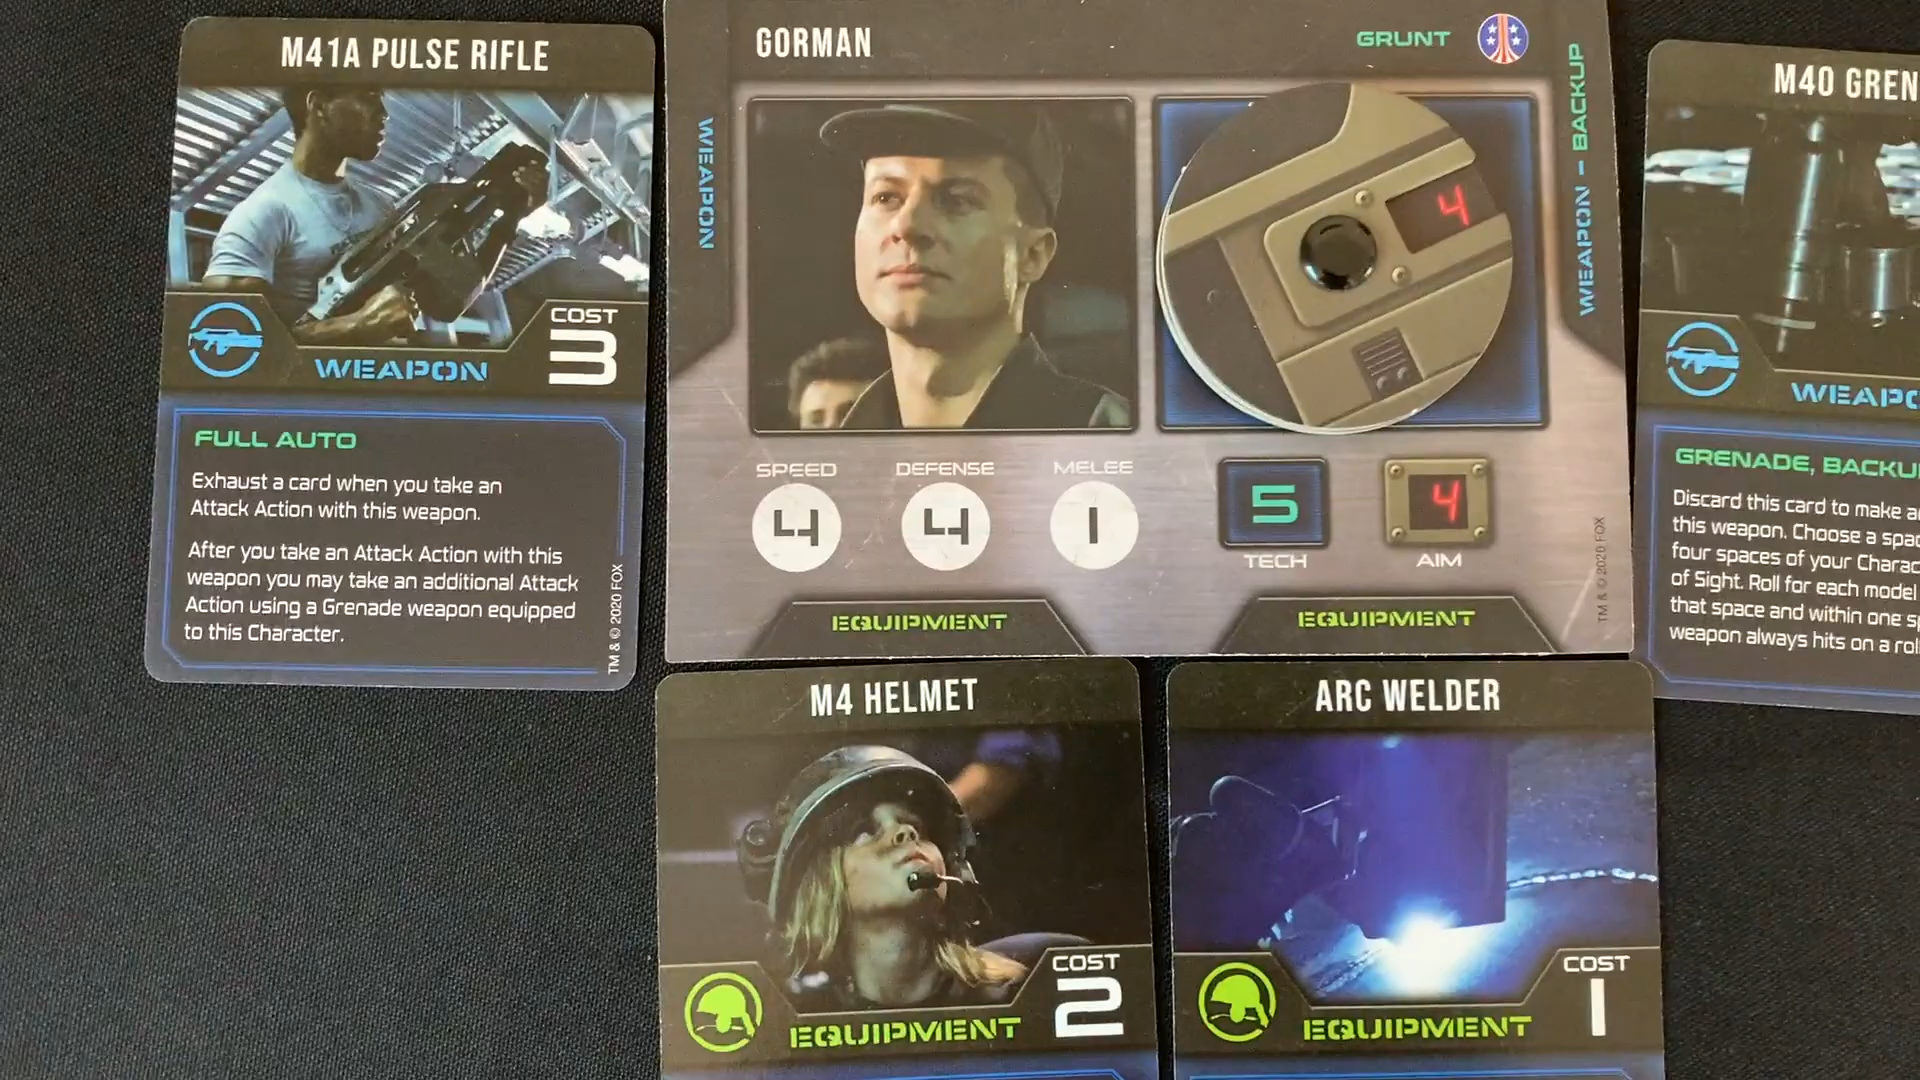 M41A PULSE RIFLE
COST
3
WEAPON
FULL AUTO
Exhaust a card when you take an
Attack Action with this weapon.
After you take an Attack Action with this
weapon you may take an additional Attack
Action using a Grenade weapon equipped
to this Character.
TM & © 2020 FOX
GORMAN
GRUNT
WEAPON
WEAPON - BACKUP
4
SPEED
4
DEFENSE
4
MELEE
1
5
TECH
4
AIM
EQUIPMENT
EQUIPMENT
TM & © 2020 FOX
M4 HELMET
COST
2
EQUIPMENT
ARC WELDER
COST
1
EQUIPMENT
M40 GREN
WEAPO
GRENADE, BACKU
Discard this card to make a
this weapon. Choose a spac
four spaces of your Charac
of Sight. Roll for each model
that space and within one s
weapon always hits on a rol